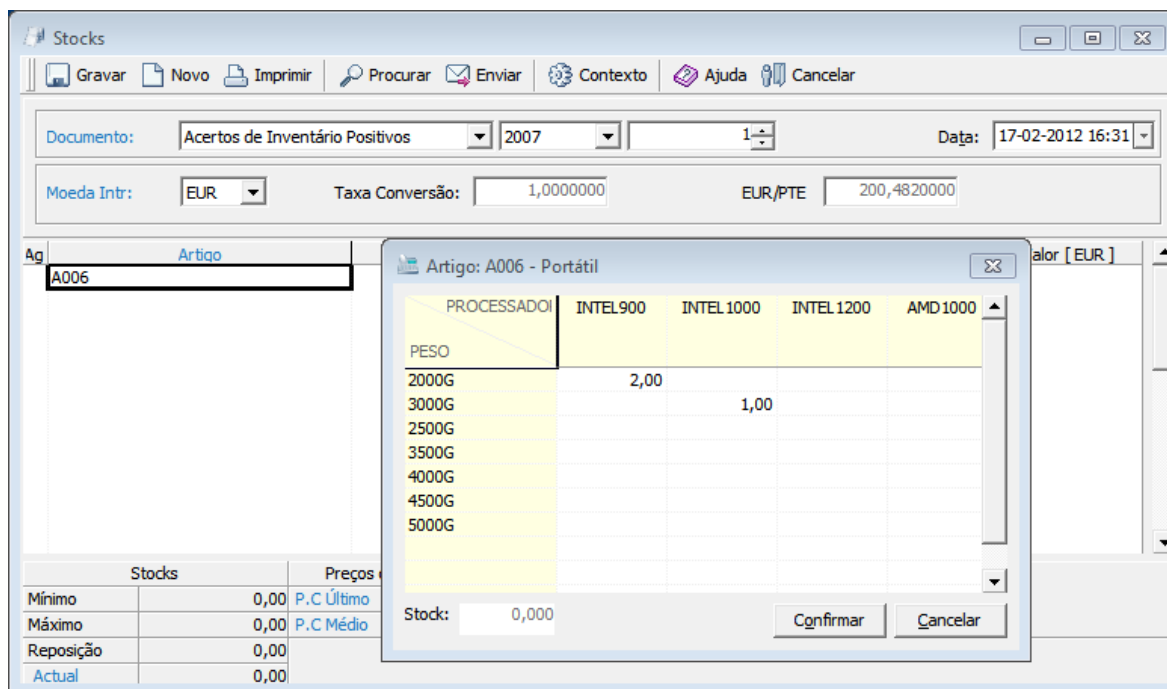 Stocks
Gravar Novo Imprimir Procurar Enviar Contexto Ajuda Cancelar
Documento: Acertos de Inventário Positivos 2007 1 Data: 17-02-2012 16:31
Moeda Intr: EUR Taxa Conversão: 1,0000000 EUR/PTE 200,4820000
Ag Artigo alor [ EUR ]
A006
Artigo: A006 - Portátil
PROCESSADOI INTEL900 INTEL1000 INTEL1200 AMD1000
PESO
2000G 2,00
3000G 1,00
2500G
3500G
4000G
4500G
5000G
Stock: 0,000 Confirmar Cancelar
Stocks Preços
Mínimo 0,00 P.C Último
Máximo 0,00 P.C Médio
Reposição 0,00
Actual 0,00